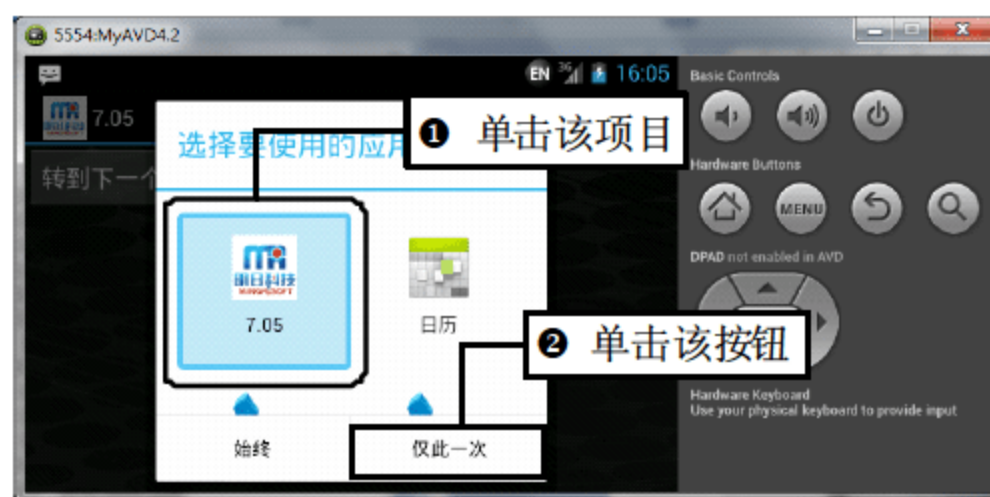 5554:MyAVD4.2
EN 3G 16:05
7.05
选择要使用的应用
❶ 单击该项目
转到下一个
明日科技
7.05
日历
❷ 单击该按钮
始终
仅此一次
Basic Controls
Hardware Buttons
MENU
DPAD not enabled in AVD
Hardware Keyboard
Use your physical keyboard to provide input